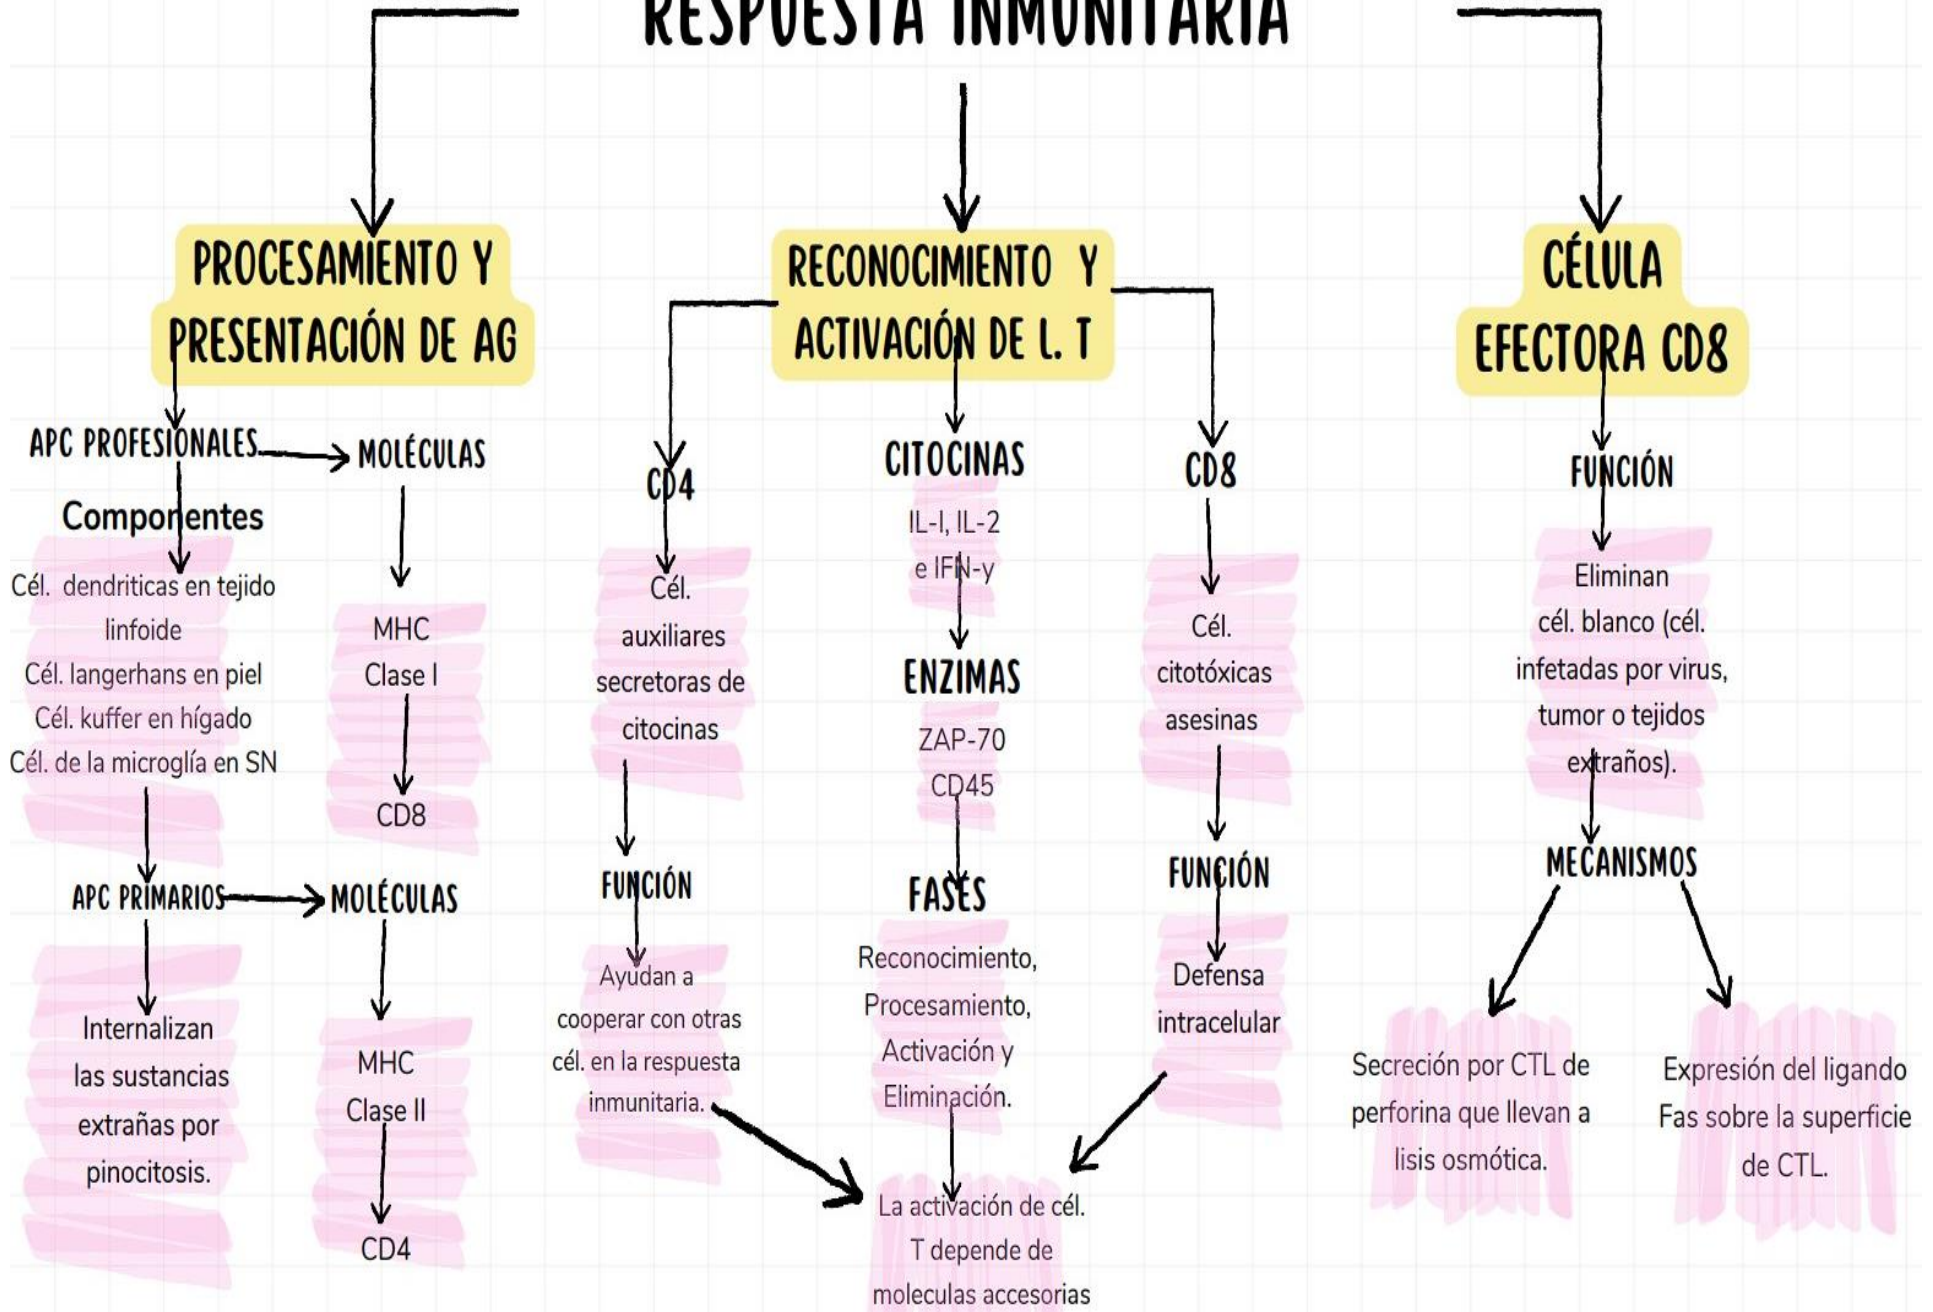 RESPUESTA INMUNITARIA
PROCESAMIENTO Y
PRESENTACIÓN DE AG
APC PROFESIONALES
MOLÉCULAS
Componentes
Cél. dendriticas en tejido
linfoide
Cél. langerhans en piel
Cél. kuffer en hígado
Cél. de la microglía en SN
MHC
Clase I
CD8
APC PRIMARIOS
MOLÉCULAS
Internalizan
las sustancias
extrañas por
pinocitosis.
MHC
Clase II
CD4
RECONOCIMIENTO Y
ACTIVACIÓN DE L. T
CD4
Cél.
auxiliares
secretoras de
citocinas
FUNCIÓN
Ayudan a
cooperar con otras
cél. en la respuesta
inmunitaria.
CITOCINAS
IL-I, IL-2
e IFN-y
ENZIMAS
ZAP-70
CD45
FASES
Reconocimiento,
Procesamiento,
Activación y
Eliminación.
CD8
Cél.
citotóxicas
asesinas
FUNCIÓN
Defensa
intracelular
La activación de cél.
T depende de
moleculas accesorias
CÉLULA
EFECTORA CD8
FUNCIÓN
Eliminan
cél. blanco (cél.
infetadas por virus,
tumor o tejidos
extraños).
MECANISMOS
Secreción por CTL de
perforina que llevan a
lisis osmótica.
Expresión del ligando
Fas sobre la superficie
de CTL.